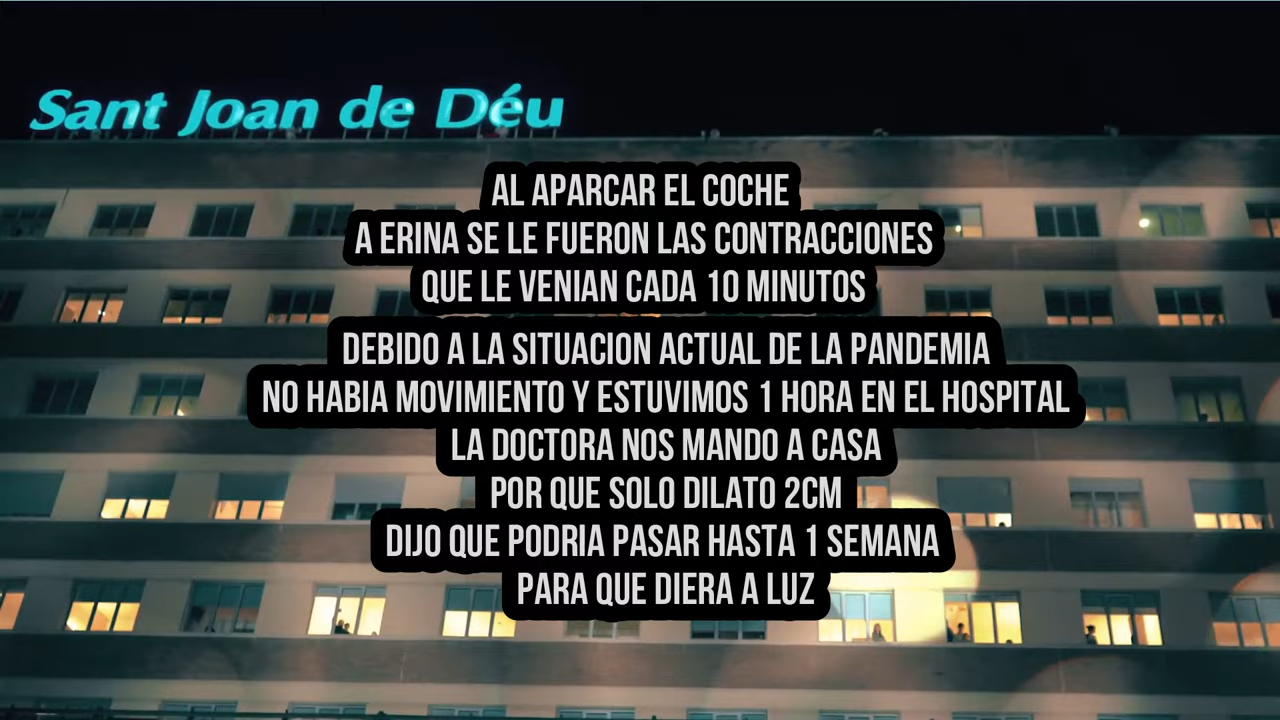 Sant Joan de Déu
AL APARCAR EL COCHE
A ERINA SE LE FUERON LAS CONTRACCIONES
QUE LE VENIAN CADA 10 MINUTOS
DEBIDO A LA SITUACION ACTUAL DE LA PANDEMIA
NO HABIA MOVIMIENTO Y ESTUVIMOS 1 HORA EN EL HOSPITAL
LA DOCTORA NOS MANDO A CASA
POR QUE SOLO DILATO 2CM
DIJO QUE PODRIA PASAR HASTA 1 SEMANA
PARA QUE DIERA A LUZ